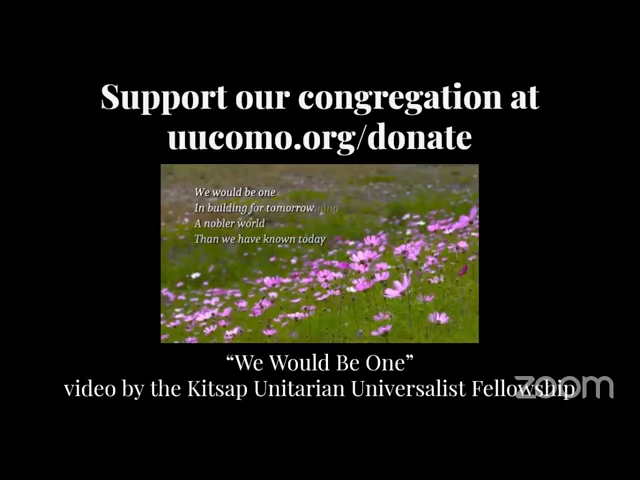 Support our congregation at
uucomo.org/donate
We would be one
In building for tomorrow
A nobler world
Than we have known today
“We Would Be One”
video by the Kitsap Unitarian Universalist Fellowship
zoom